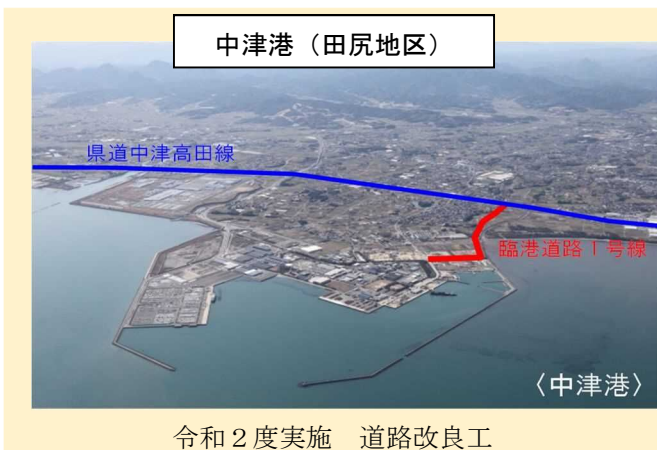 中津港（田尻地区）
県道中津高田線
臨港道路１号線
〈中津港〉
令和２度実施　道路改良工